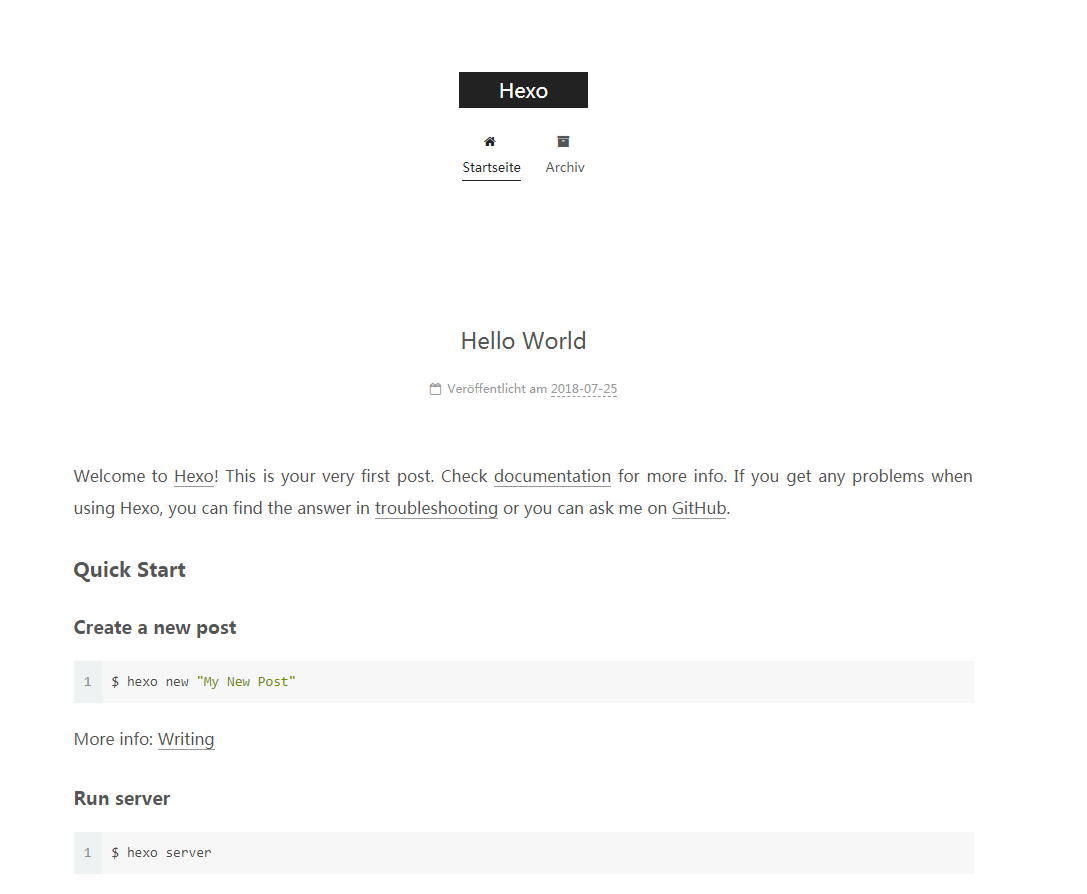 Hexo
Startseite Archiv
Hello World
Veröffentlicht am 2018-07-25
Welcome to Hexo! This is your very first post. Check documentation for more info. If you get any problems when
using Hexo, you can find the answer in troubleshooting or you can ask me on GitHub.
Quick Start
Create a new post
1 $ hexo new "My New Post"
More info: Writing
Run server
1 $ hexo server